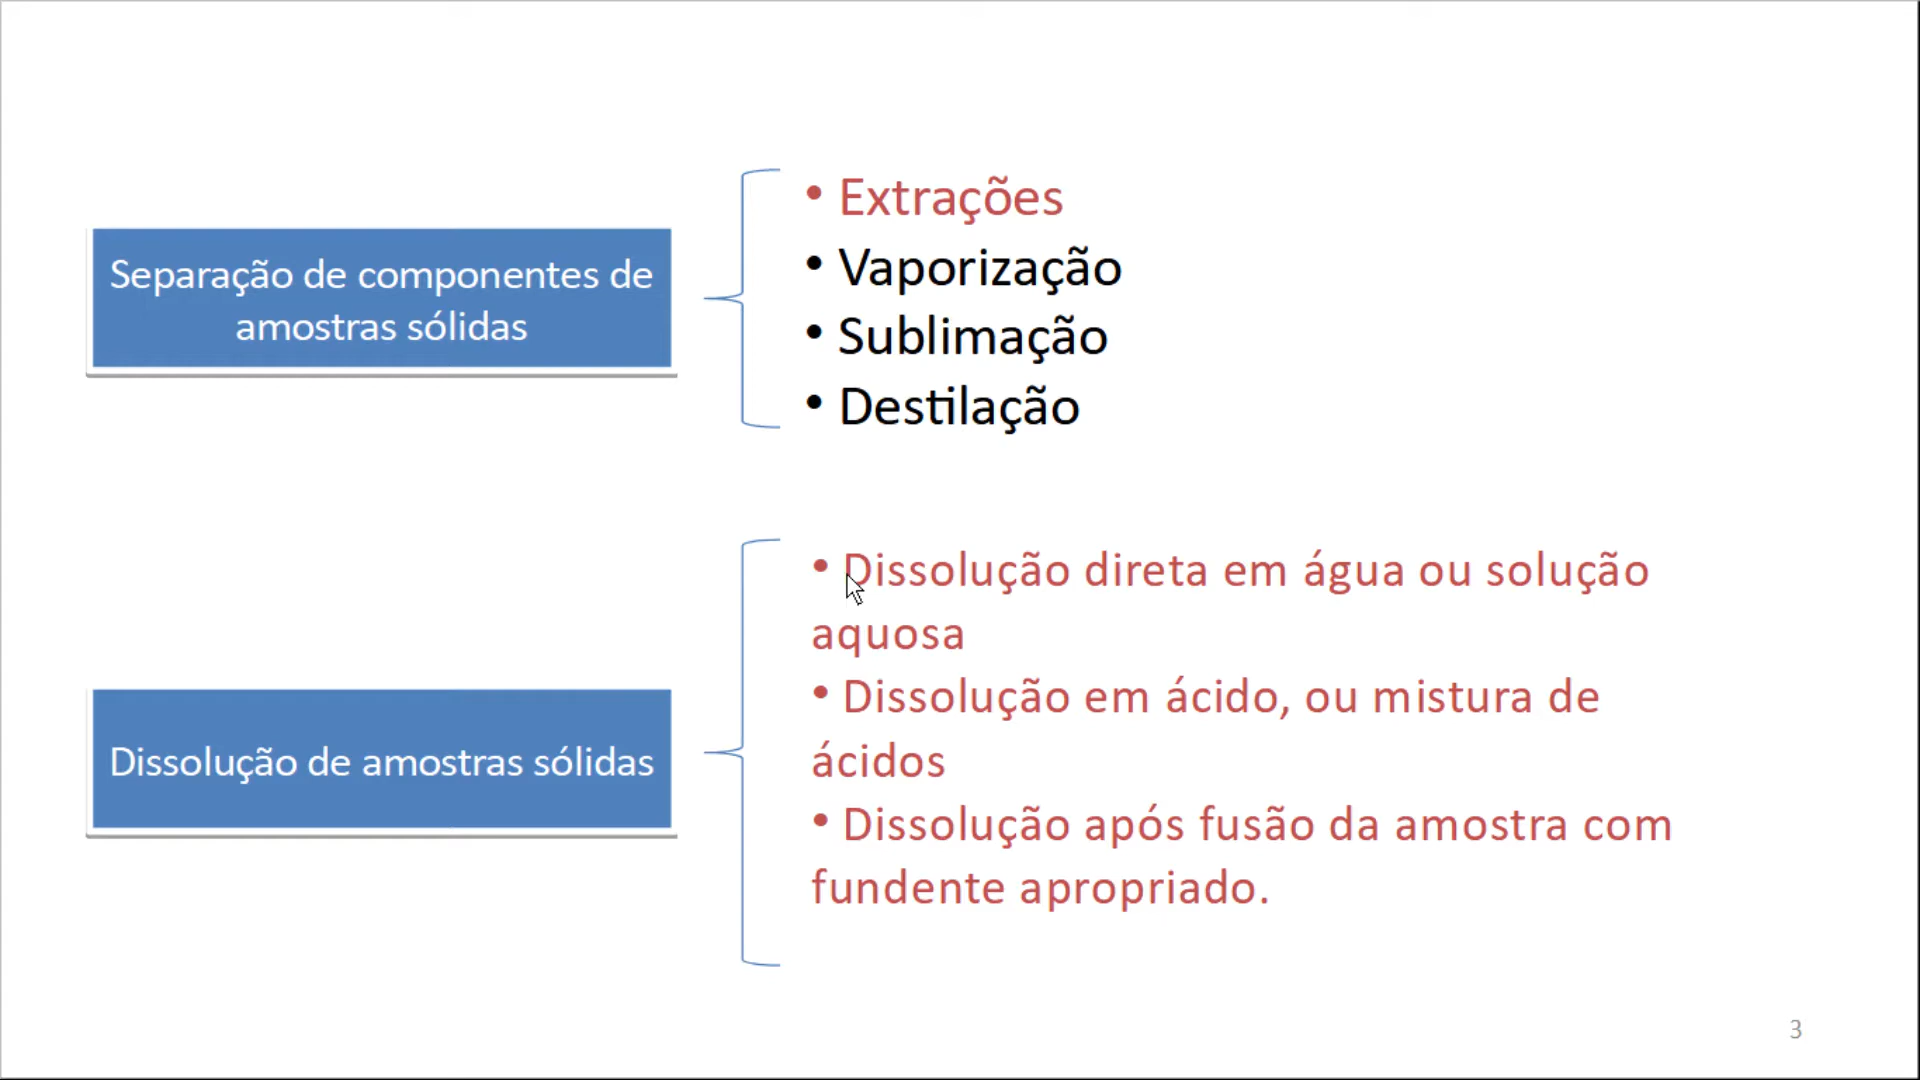 Separação de componentes de
amostras sólidas
• Extrações
• Vaporização
• Sublimação
• Destilação
Dissolução de amostras sólidas
• Dissolução direta em água ou solução
aquosa
• Dissolução em ácido, ou mistura de
ácidos
• Dissolução após fusão da amostra com
fundente apropriado.
3